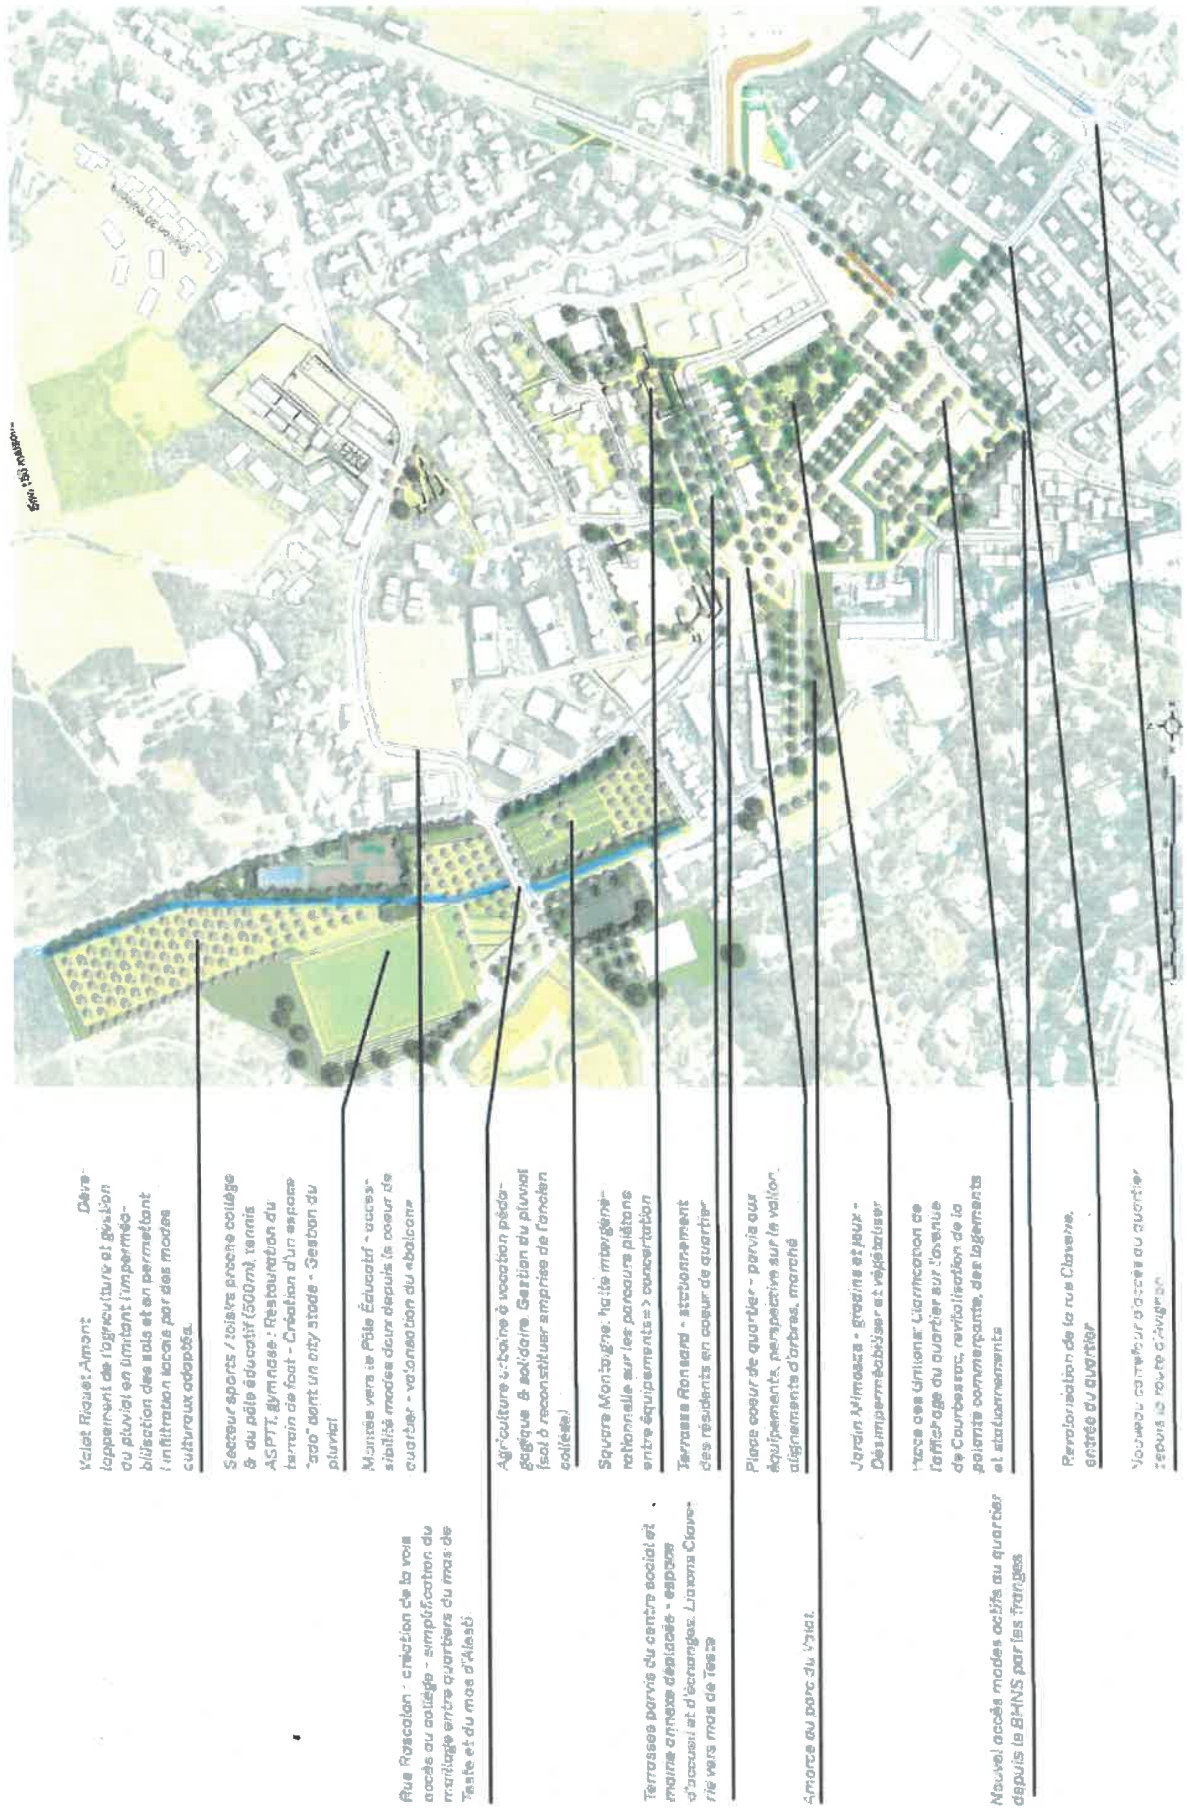 Valat Riquet Amont Déve-
loppement de l'agriculture et gestion
du pluvial en limitant l'imperméa-
bilisation des sols et en permettant
l'infiltration locale par des modes
culturaux adaptés.
Secteur sports / loisirs proche collège
& du pôle éducatif (500m), tennis
ASPTT, gymnase : Restauration du
terrain de foot - Création d'un espace
"ado" dont un city stade - Gestion du
pluvial
Montée vers le Pôle Éducatif - acces-
sibilité modes doux depuis le coeur de
quartier - valorisation du «balcon»
Agriculture urbaine à vocation péda-
gogique & solidaire. Gestion du pluvial
(sol à reconstituer emprise de l'ancien
collège)
Square Montaigne: halte intergéné-
rationnelle sur les parcours piétons
entre équipements => concertation
Terrasse Ronsard - stationnement
des résidents en coeur de quartier
Place coeur de quartier - parvis aux
équipements, perspective sur le vallon,
alignements d'arbres, marché
Jardin Mimosas - gradins et jeux -
Désimperméabiliser et végétaliser
Clarification de
l'affichage du quartier sur l'avenue
de Courbessac, revitalisation de la
polarité commerçante, des logements
et stationnements
Revalorisation de la rue Claverie,
entrée du quartier
Nouveau carrefour d'accès au quartier
depuis la route d'Avignon
Rue Rascalon : création de la voie
accès au collège - simplification du
maillage entre quartiers du mas de
Teste et du mas d'Alesti
Terrasses parvis du centre social et
mairie annexe déplacés - espace
d'accueil et d'échanges. Liaisons Clave-
rie vers mas de Teste
Amorce du parc du Valat.
Nouvel accès modes actifs au quartier
depuis le BHNS par les franges